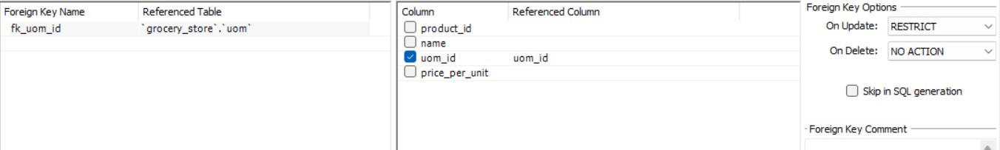 Foreign Key Name Referenced Table
fk_uom_id `grocery_store`.`uom`
Column Referenced Column
product_id
name
uom_id uom_id
price_per_unit
Foreign Key Options
On Update: RESTRICT
On Delete: NO ACTION
Skip in SQL generation
Foreign Key Comment